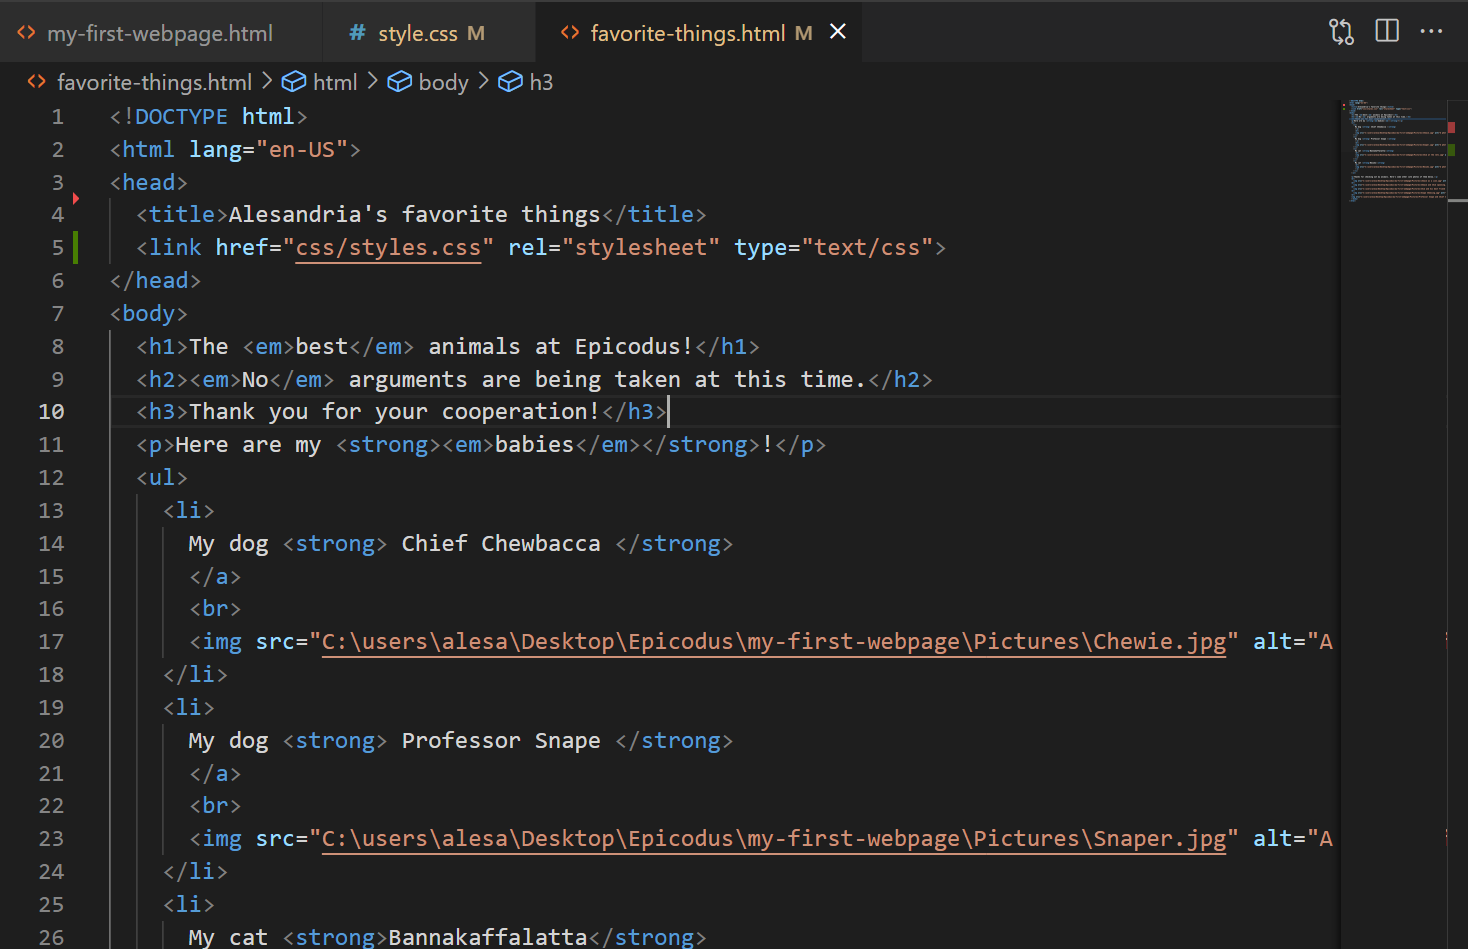 my-first-webpage.html # style.css M favorite-things.html M
favorite-things.html > html > body > h3
1 <!DOCTYPE html>
2 <html lang="en-US">
3 <head>
4 <title>Alesandria's favorite things</title>
5 <link href="css/styles.css" rel="stylesheet" type="text/css">
6 </head>
7 <body>
8 <h1>The <em>best</em> animals at Epicodus!</h1>
9 <h2><em>No</em> arguments are being taken at this time.</h2>
10 <h3>Thank you for your cooperation!</h3>
11 <p>Here are my <strong><em>babies</em></strong>!</p>
12 <ul>
13 <li>
14 My dog <strong> Chief Chewbacca </strong>
15 </a>
16 <br>
17 <img src="C:\users\alesa\Desktop\Epicodus\my-first-webpage\Pictures\Chewie.jpg" alt="A
18 </li>
19 <li>
20 My dog <strong> Professor Snape </strong>
21 </a>
22 <br>
23 <img src="C:\users\alesa\Desktop\Epicodus\my-first-webpage\Pictures\Snaper.jpg" alt="A
24 </li>
25 <li>
26 My cat <strong>Bannakaffalatta</strong>